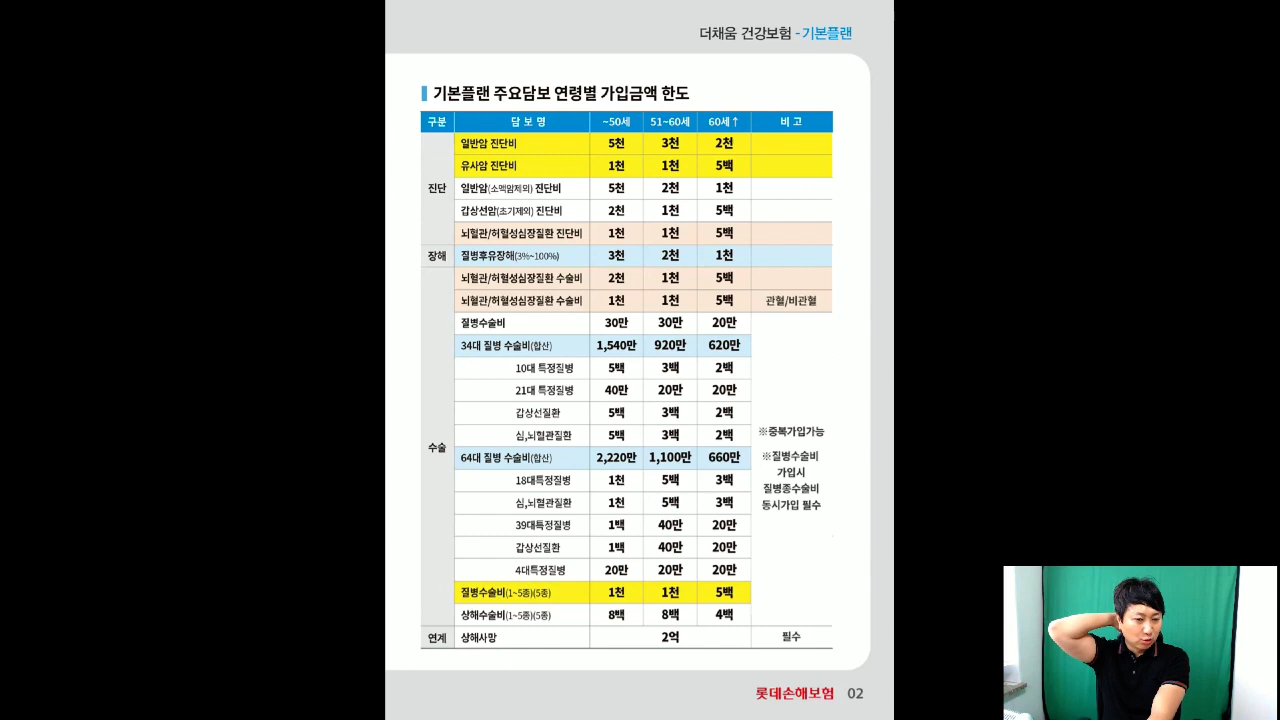 더채움 건강보험 - 기본플랜
기본플랜 주요담보 연령별 가입금액 한도
구분 담 보 명 ~50세 51~60세 60세↑ 비 고
진단
일반암 진단비 5천 3천 2천
유사암 진단비 1천 1천 5백
일반암(소액암제외) 진단비 5천 2천 1천
갑상선암(초기제외) 진단비 2천 1천 5백
뇌혈관/허혈성심장질환 진단비 1천 1천 5백
장해 질병후유장해(3%~100%) 3천 2천 1천
수술
뇌혈관/허혈성심장질환 수술비 2천 1천 5백
뇌혈관/허혈성심장질환 수술비 1천 1천 5백 관혈/비관혈
질병수술비 30만 30만 20만
34대 질병 수술비(합산) 1,540만 920만 620만
10대 특정질병 5백 3백 2백
21대 특정질병 40만 20만 20만
갑상선질환 5백 3백 2백
심,뇌혈관질환 5백 3백 2백
64대 질병 수술비(합산) 2,220만 1,100만 660만
18대특정질병 1천 5백 3백
심,뇌혈관질환 1천 5백 3백
39대특정질병 1백 40만 20만
갑상선질환 1백 40만 20만
4대특정질병 20만 20만 20만
질병수술비(1~5종)(5종) 1천 1천 5백
상해수술비(1~5종)(5종) 8백 8백 4백
※중복가입가능
※질병수술비
가입시
질병종수술비
동시가입 필수
연계 상해사망 2억 필수
롯데손해보험 02